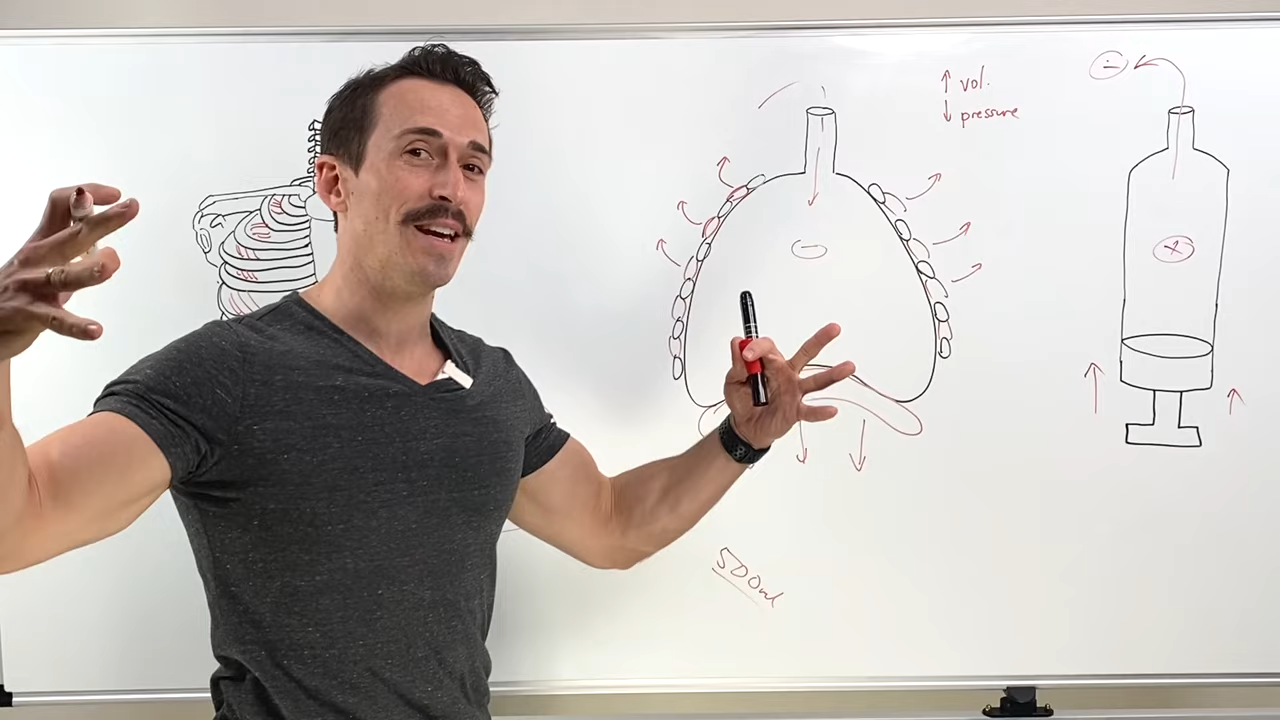 ↑ vol.
↓ pressure
-
-
+
500ml